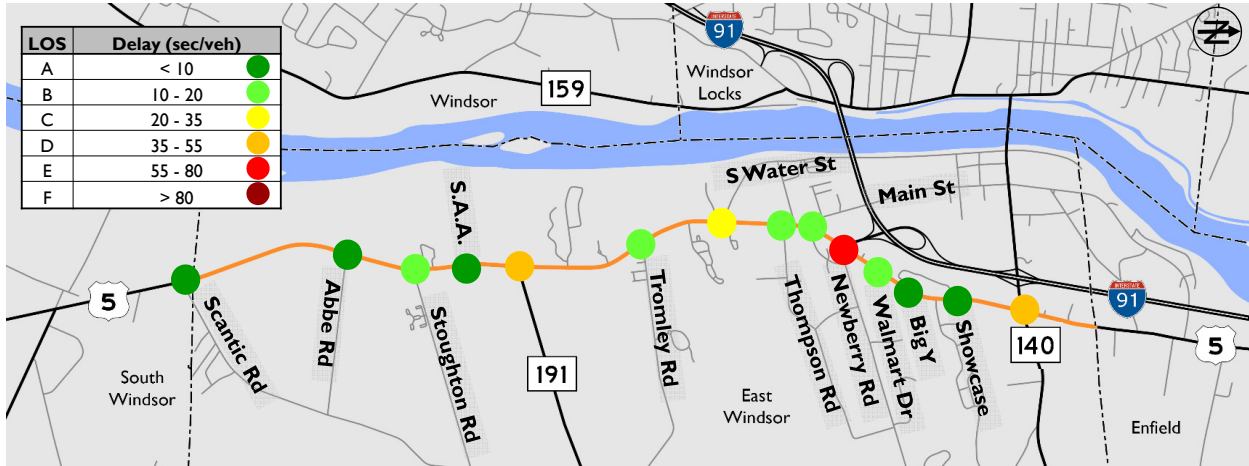 LOS Delay (sec/veh)
A < 10
B 10 - 20
C 20 - 35
D 35 - 55
E 55 - 80
F > 80
INTERSTATE
91
N
Windsor
159
Windsor
Locks
S Water St
Main St
S.A.A.
5
Scantic Rd
Abbe Rd
Stoughton Rd
191
Tromley Rd
Thompson Rd
Newberry Rd
Walmart Dr
Big Y
Showcase
140
INTERSTATE
91
5
South
Windsor
East
Windsor
Enfield